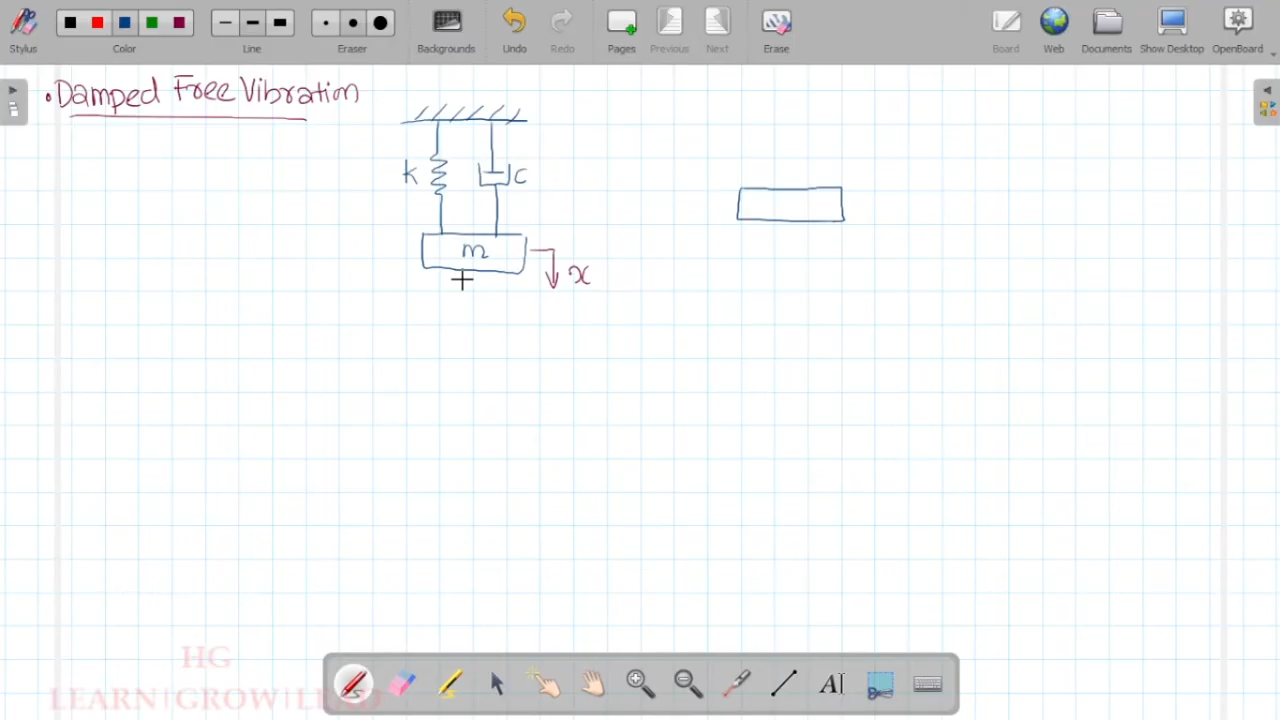 Stylus
Color
Line
Eraser
Backgrounds
Undo
Redo
Pages
Previous
Next
Erase
Board
Web
Documents
Show Desktop
OpenBoard
•Damped Free Vibration
k
c
m
x
HG
LEARN|GROW|LEAD
A